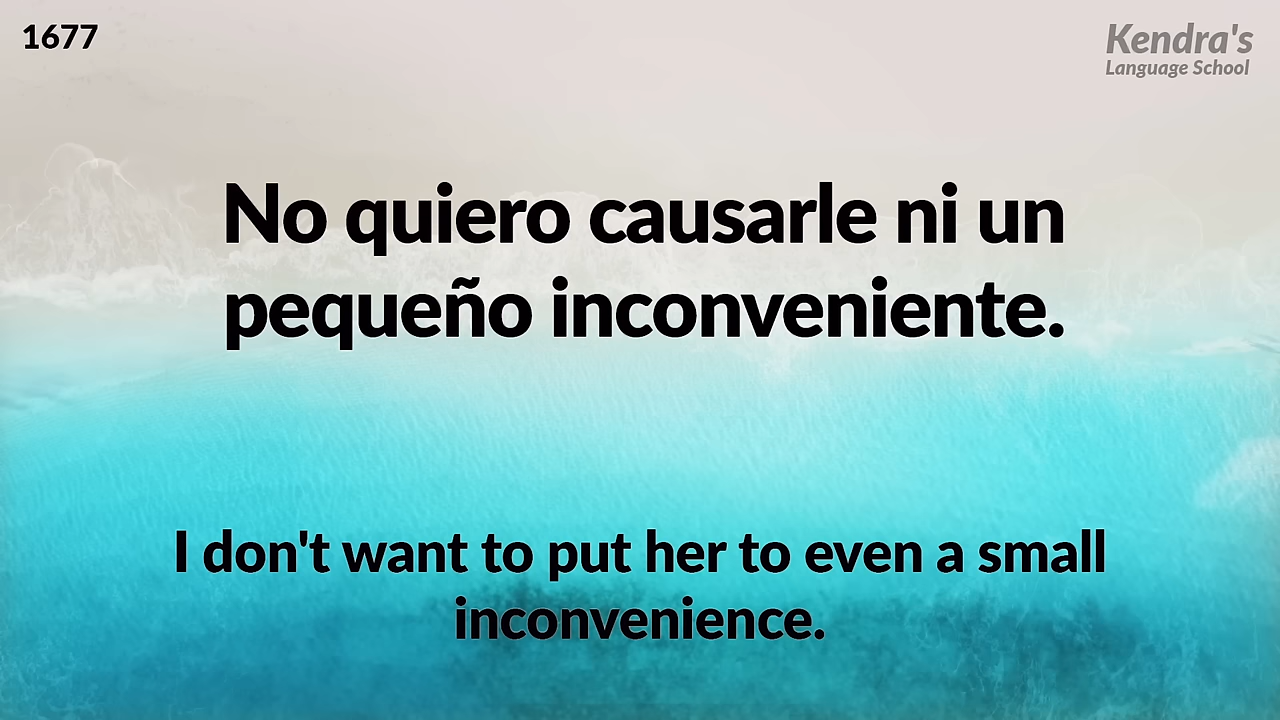 1677
Kendra's
Language School
No quiero causarle ni un
pequeño inconveniente.
I don't want to put her to even a small
inconvenience.